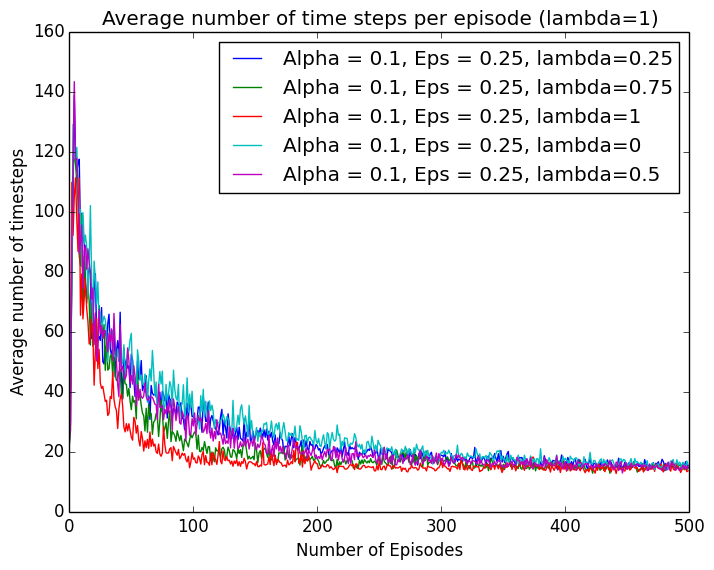 Average number of time steps per episode (lambda=1)
160
140
120
100
80
60
40
20
0
Average number of timesteps
Alpha = 0.1, Eps = 0.25, lambda=0.25
Alpha = 0.1, Eps = 0.25, lambda=0.75
Alpha = 0.1, Eps = 0.25, lambda=1
Alpha = 0.1, Eps = 0.25, lambda=0
Alpha = 0.1, Eps = 0.25, lambda=0.5
0 100 200 300 400 500
Number of Episodes